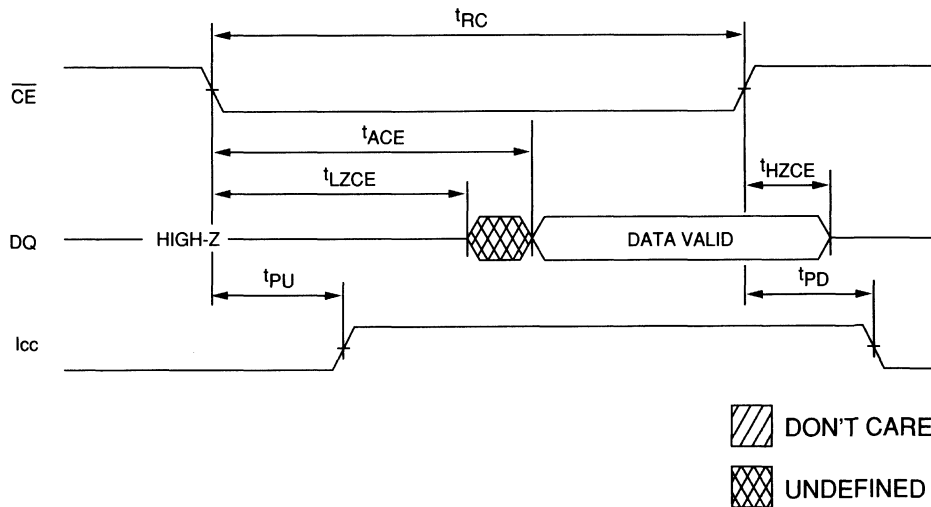 tRC
CE
tACE
tLZCE
tHZCE
DQ
HIGH-Z
DATA VALID
tPU
tPD
Icc
DON'T CARE
UNDEFINED